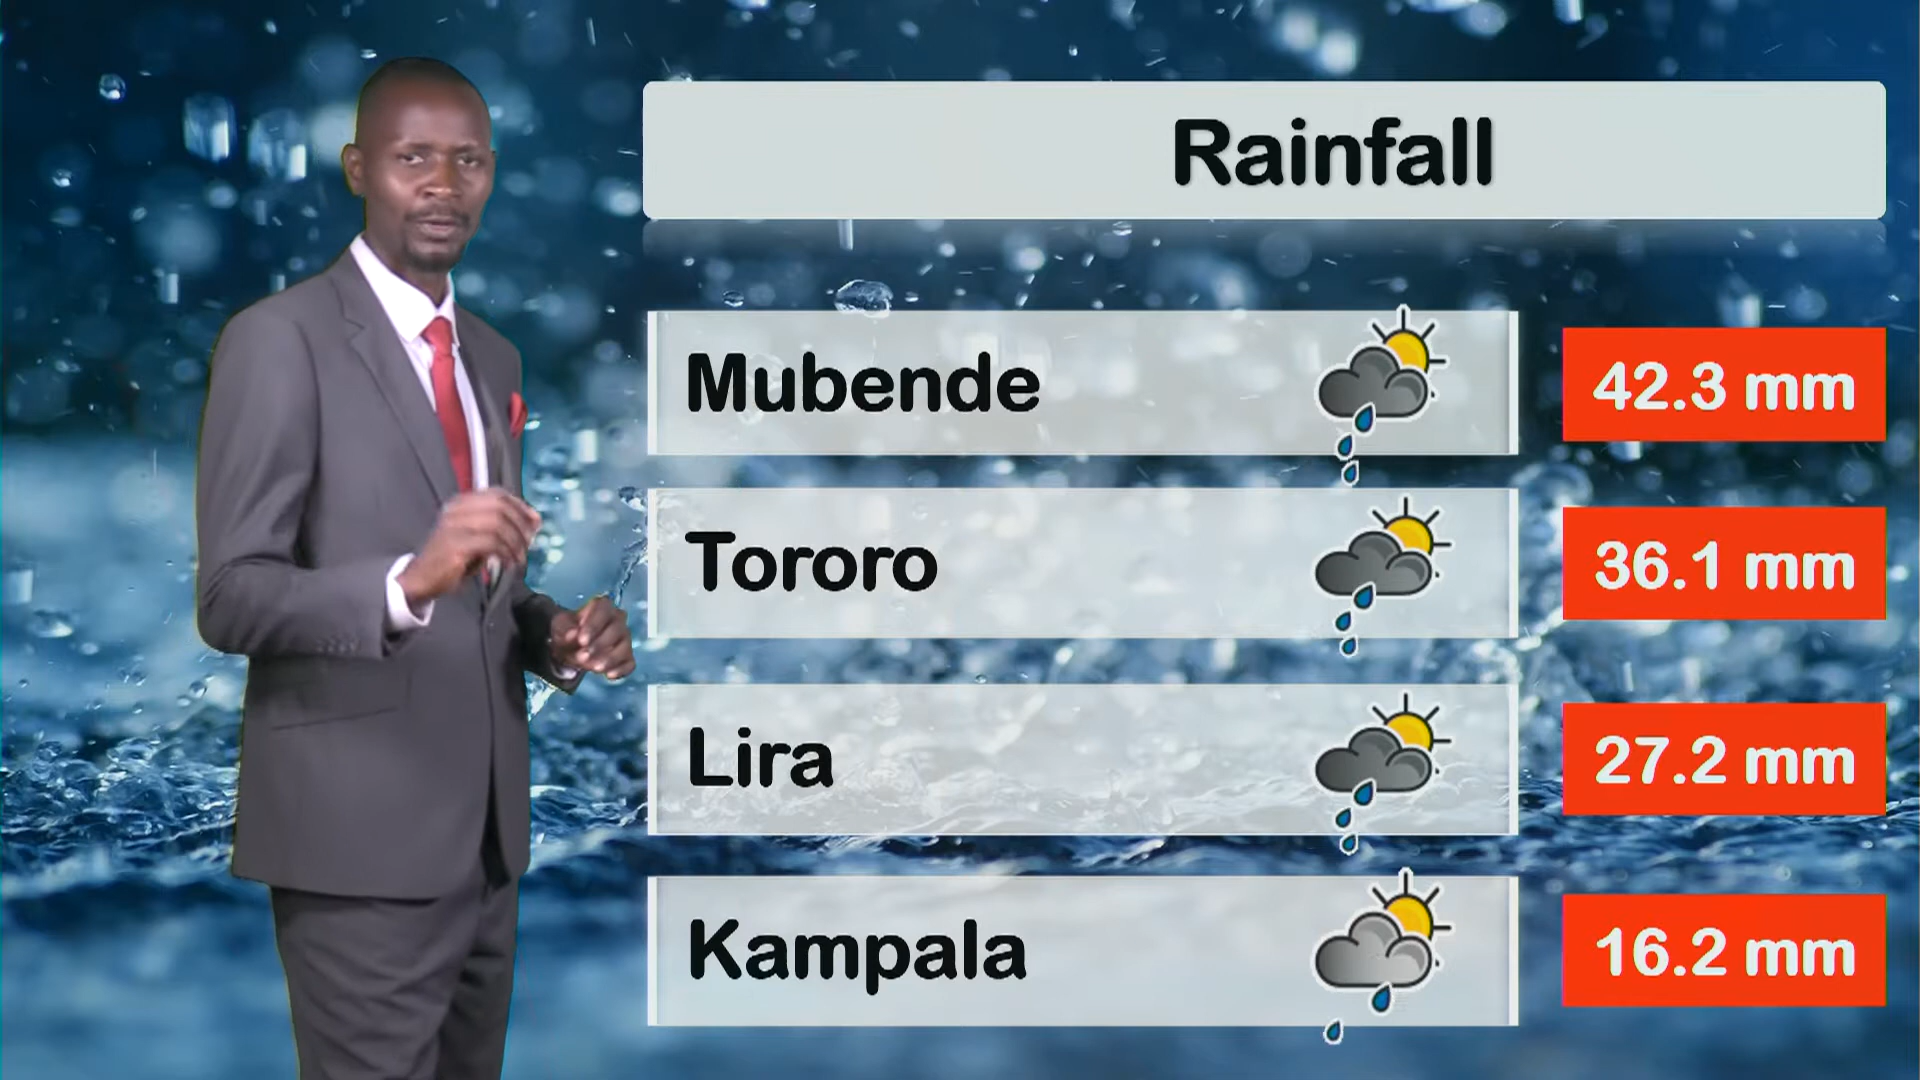 Rainfall
Mubende 42.3 mm
Tororo 36.1 mm
Lira 27.2 mm
Kampala 16.2 mm